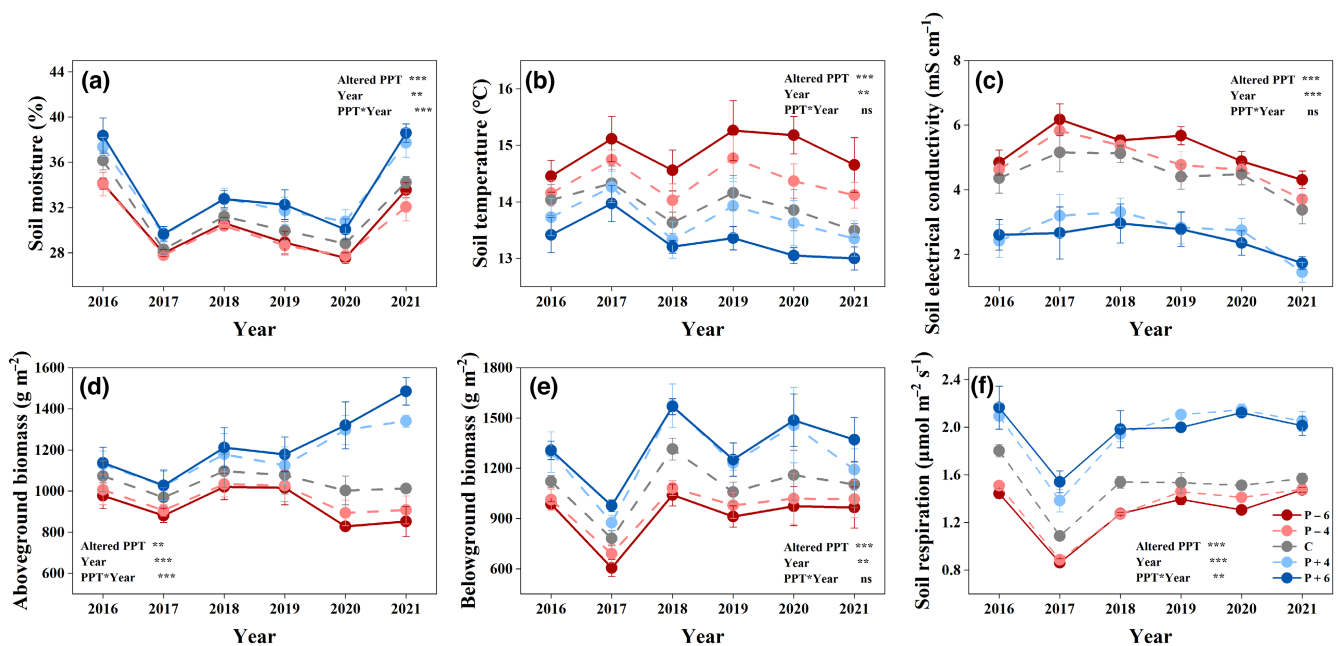 (a)
Altered PPT ***
Year **
PPT*Year ***
Soil moisture (%)
44
40
36
32
28
2016 2017 2018 2019 2020 2021
Year
(b)
Altered PPT ***
Year **
PPT*Year ns
Soil temperature (°C)
16
15
14
13
2016 2017 2018 2019 2020 2021
Year
(c)
Altered PPT ***
Year ***
PPT*Year ns
Soil electrical conductivity (mS cm⁻¹)
8
6
4
2
2016 2017 2018 2019 2020 2021
Year
(d)
Aboveground biomass (g m⁻²)
1600
1400
1200
1000
800
600
Altered PPT **
Year ***
PPT*Year ***
2016 2017 2018 2019 2020 2021
Year
(e)
Belowground biomass (g m⁻²)
1800
1500
1200
900
600
Altered PPT ***
Year **
PPT*Year ns
2016 2017 2018 2019 2020 2021
Year
(f)
Soil respiration (μmol m⁻² s⁻¹)
2.4
2.0
1.6
1.2
0.8
Altered PPT ***
Year ***
PPT*Year **
P − 6
P − 4
C
P + 4
P + 6
2016 2017 2018 2019 2020 2021
Year